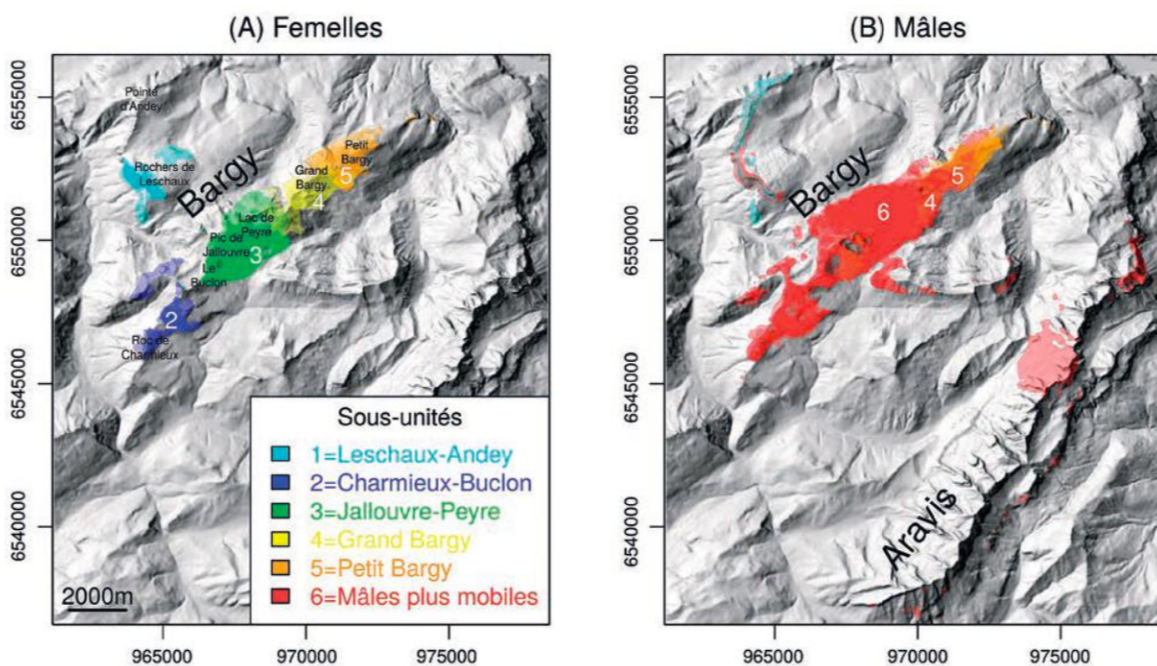 (A) Femelles
(B) Mâles
6555000
6550000
6545000
6540000
Pointe
d'Andey
Rochers de
Leschaux
Bargy
Petit
Bargy
5
Grand
Bargy
4
Lac de
Peyre
Pic de
Jallouvre
3
Le
Buclon
2
Roc de
Charmieux
Sous-unités
1=Leschaux-Andey
2=Charmieux-Buclon
3=Jallouvre-Peyre
4=Grand Bargy
5=Petit Bargy
6=Mâles plus mobiles
2000m
965000 970000 975000
6555000
6550000
6545000
6540000
Bargy
5
4
6
Aravis
965000 970000 975000